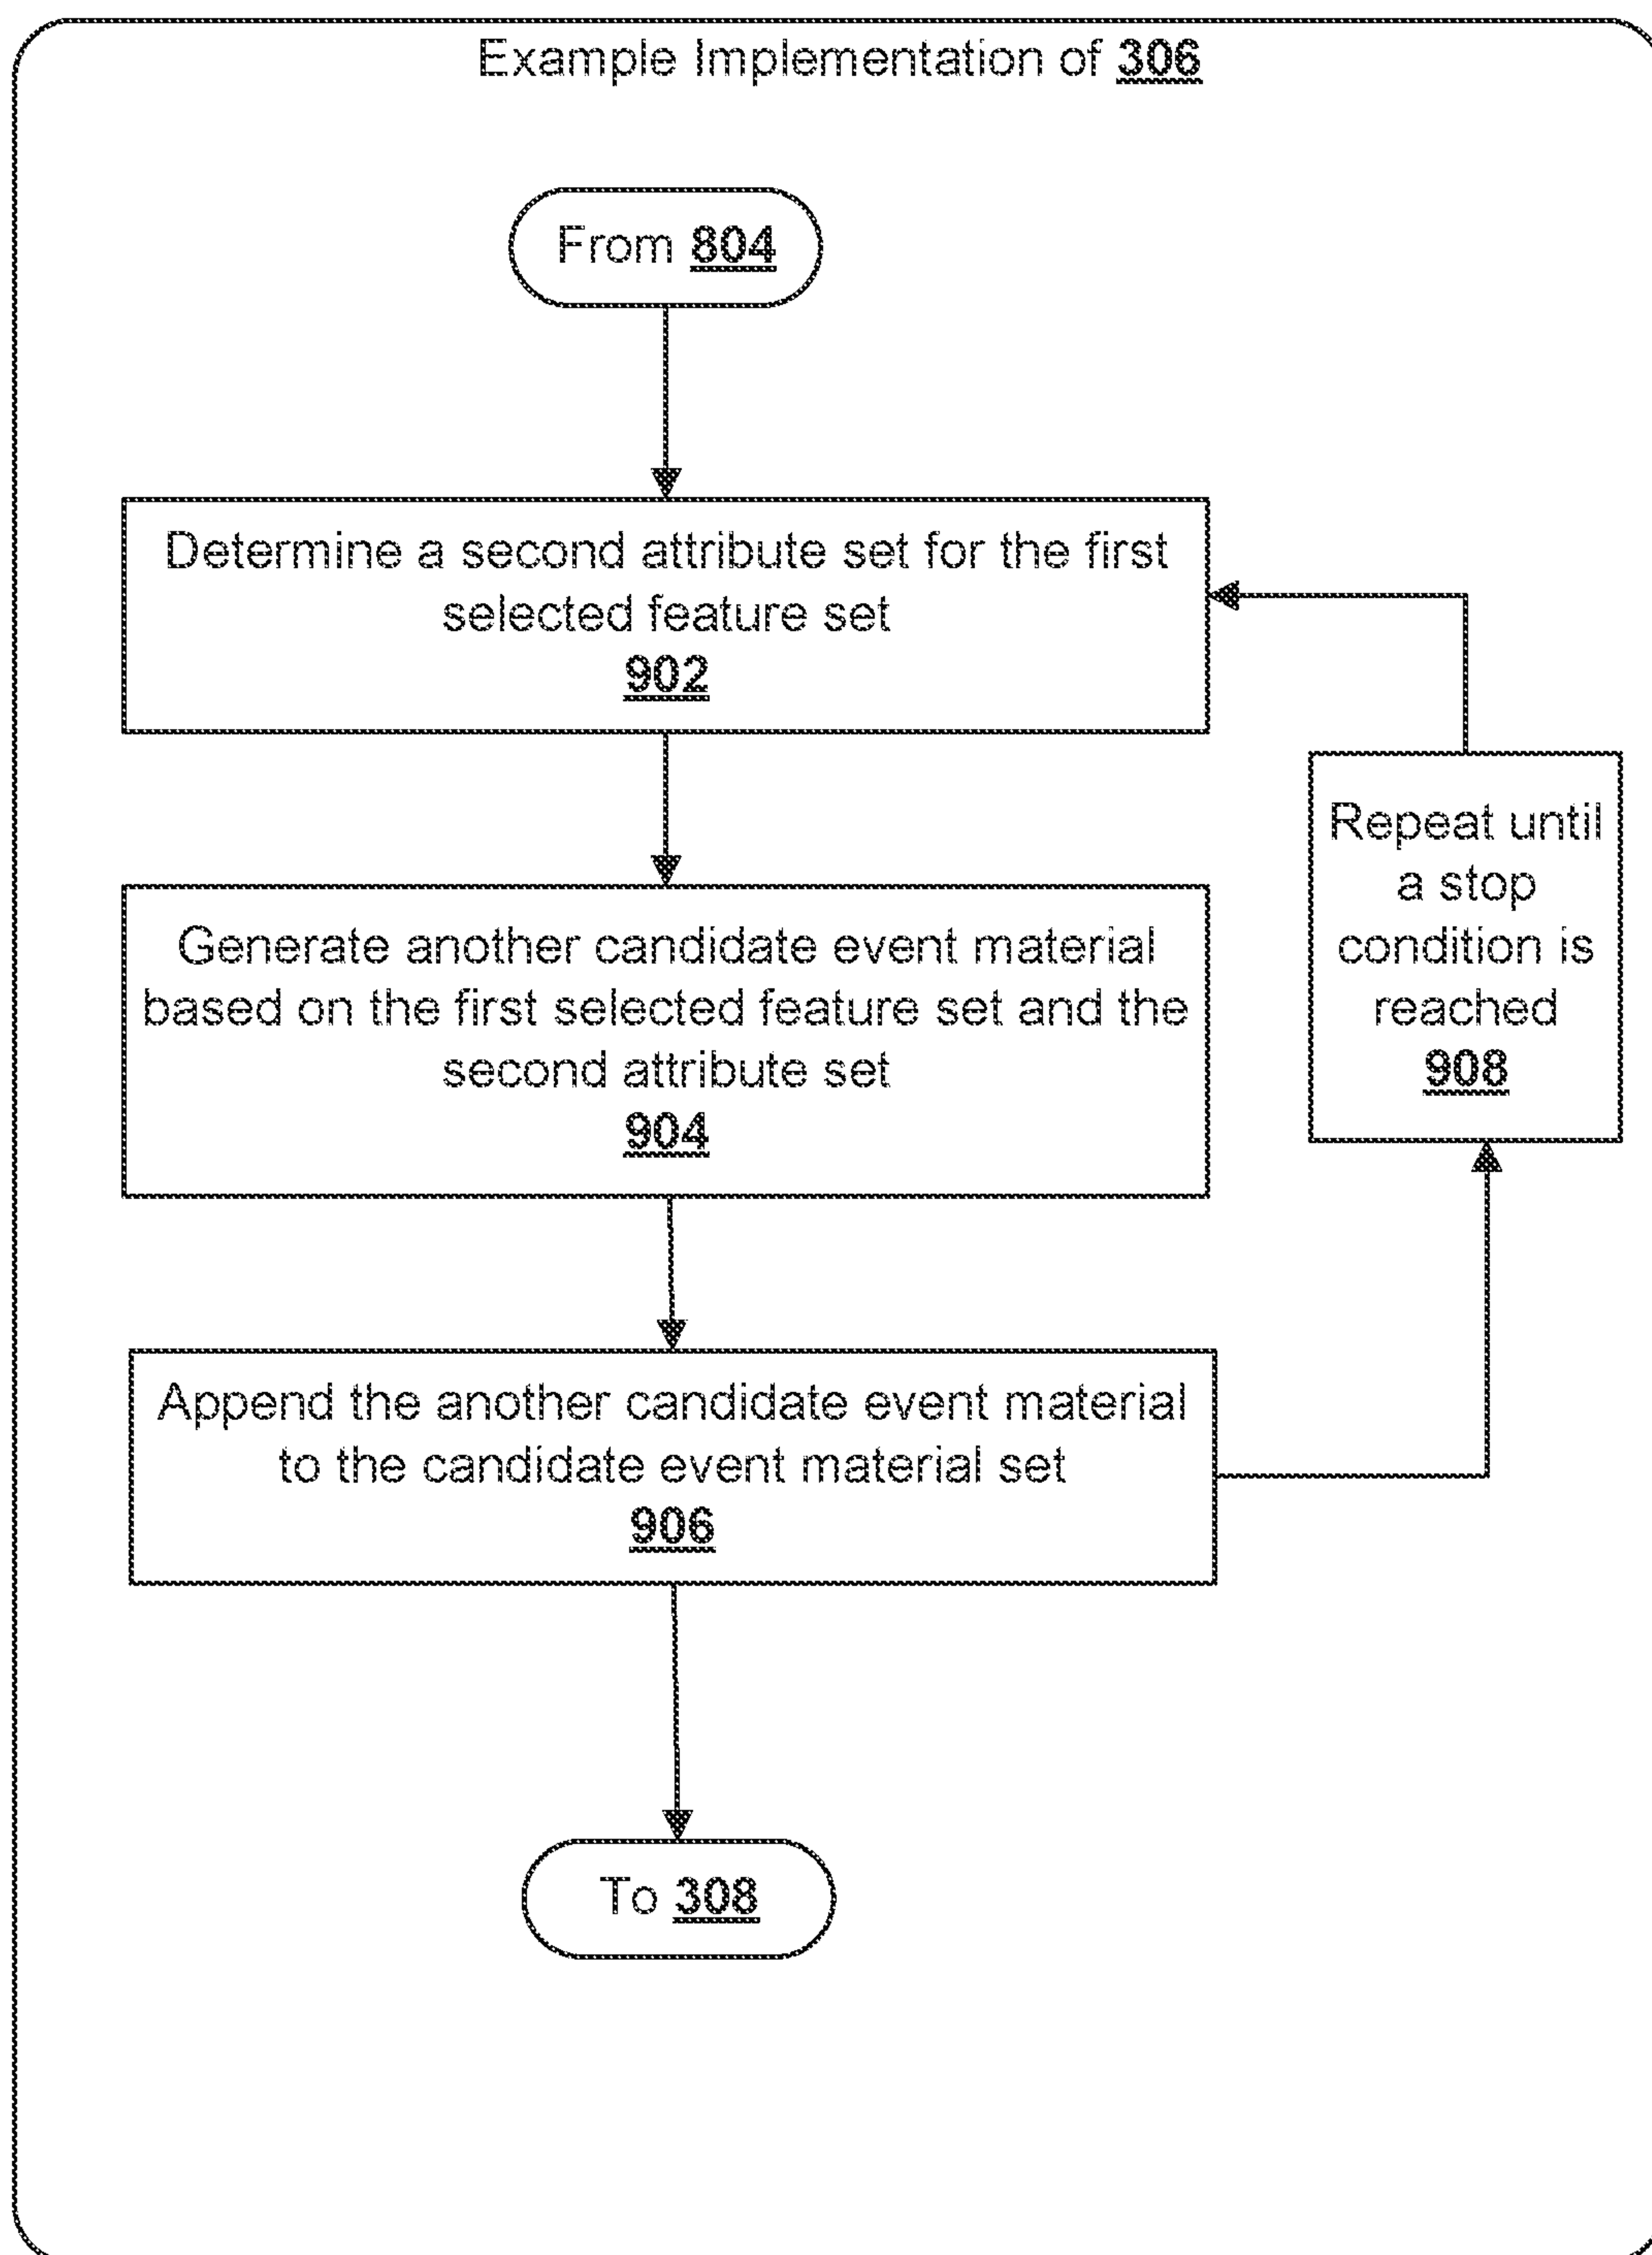 Example Implementation of 306
From 804
Determine a second attribute set for the first
selected feature set
902
Generate another candidate event material
based on the first selected feature set and the
second attribute set
904
Repeat until
a stop
condition is
reached
908
Append the another candidate event material
to the candidate event material set
906
To 308